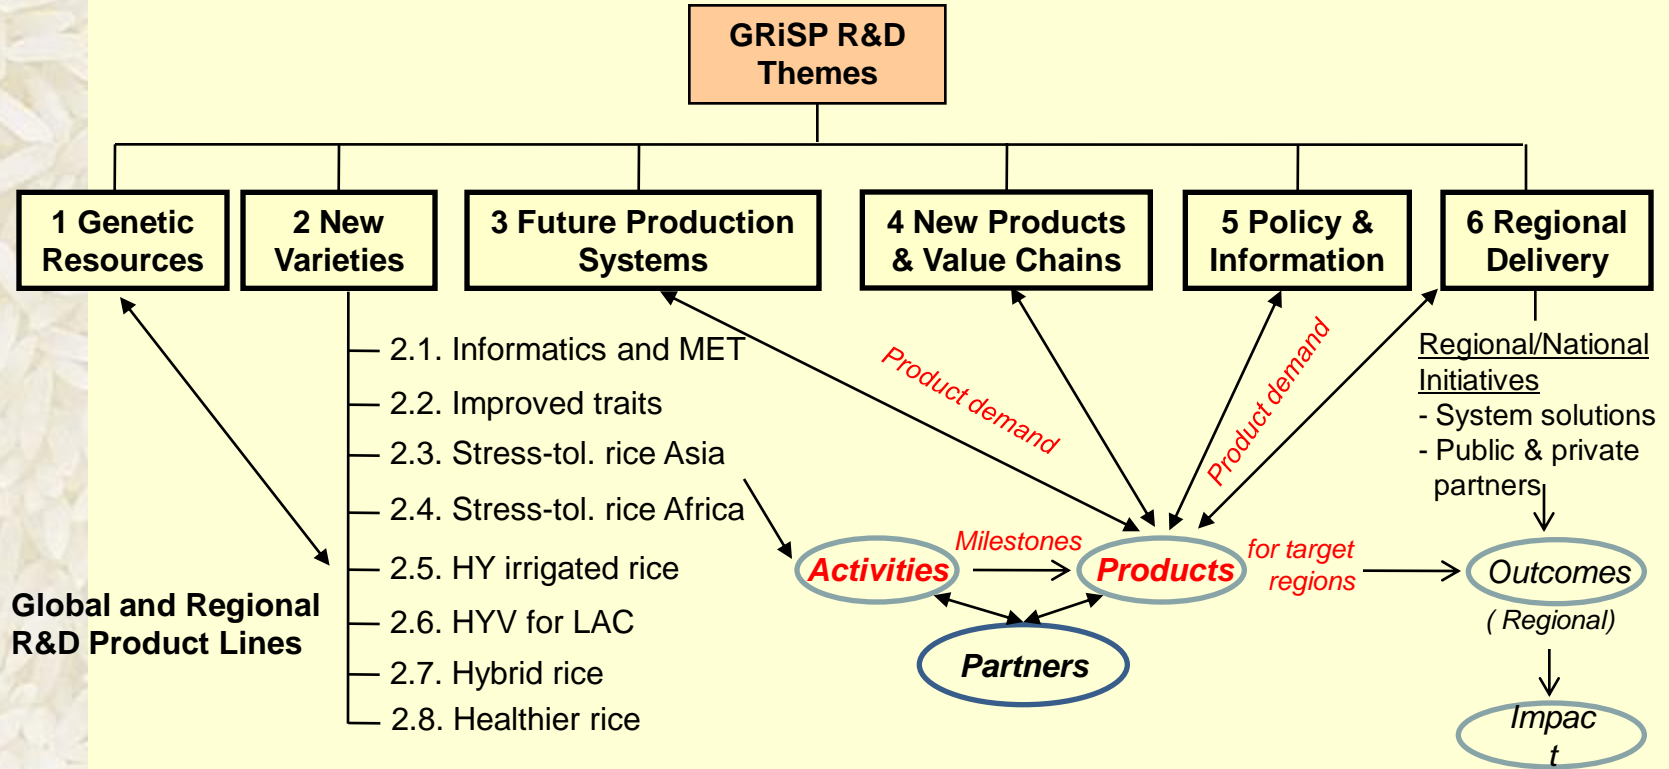 GRiSP R&D
Themes
1 Genetic
Resources
2 New
Varieties
3 Future Production
Systems
4 New Products
& Value Chains
5 Policy &
Information
6 Regional
Delivery
2.1. Informatics and MET
2.2. Improved traits
2.3. Stress-tol. rice Asia
2.4. Stress-tol. rice Africa
2.5. HY irrigated rice
2.6. HYV for LAC
2.7. Hybrid rice
2.8. Healthier rice
Global and Regional
R&D Product Lines
Product demand
Product demand
Regional/National
Initiatives
- System solutions
- Public & private
partners
Activities
Milestones
Products
for target
regions
Outcomes
( Regional)
Partners
Impac
t